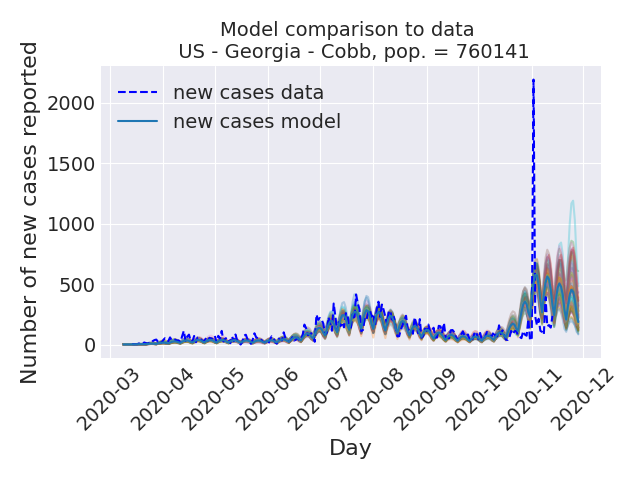 Model comparison to data
US - Georgia - Cobb, pop. = 760141
Number of new cases reported
2000
1500
1000
500
0
new cases data
new cases model
2020-03
2020-04
2020-05
2020-06
2020-07
2020-08
2020-09
2020-10
2020-11
2020-12
Day